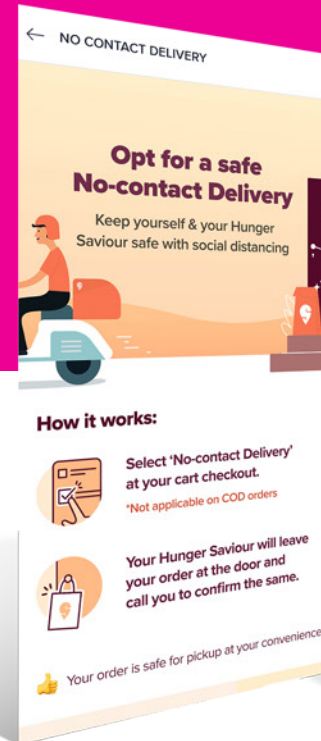 NO CONTACT DELIVERY
Opt for a safe
No-contact Delivery
Keep yourself & your Hunger
Saviour safe with social distancing
How it works:
Select ‘No-contact Delivery’
at your cart checkout.
*Not applicable on COD orders
Your Hunger Saviour will leave
your order at the door and
call you to confirm the same.
Your order is safe for pickup at your convenience